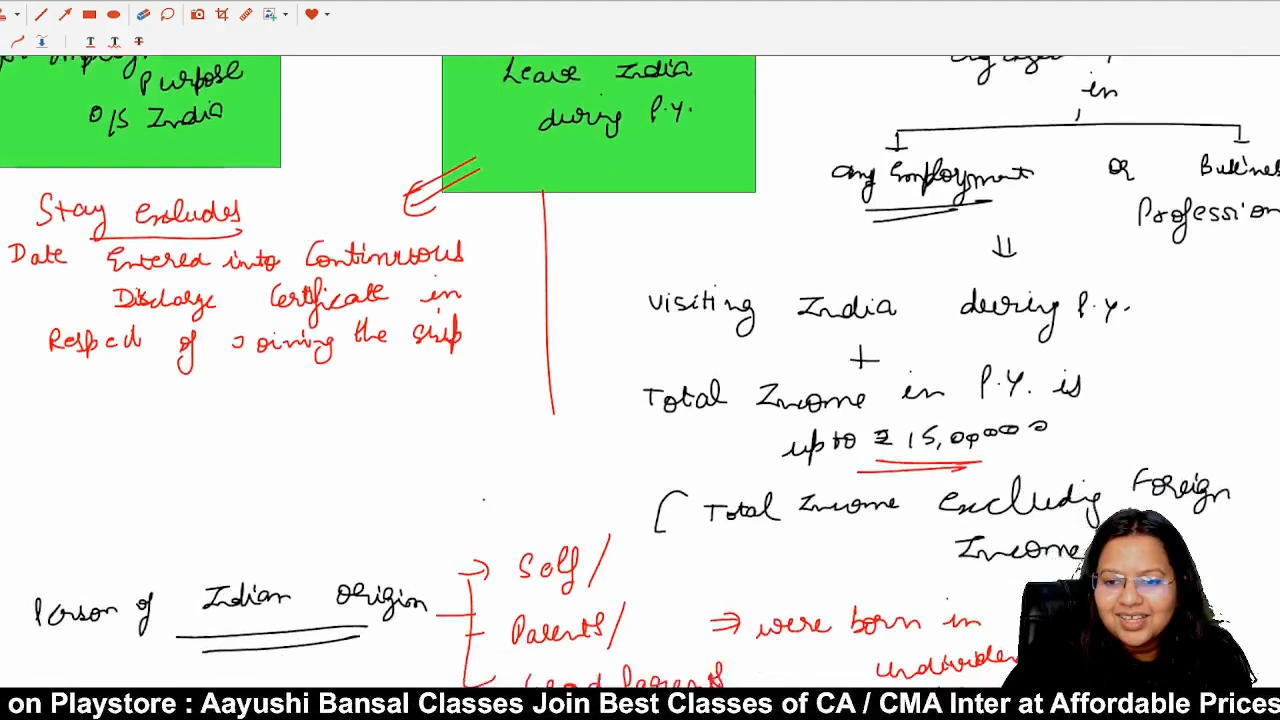 Purpose
O/S India
Leave India
during P.Y.
in
any Employment or
Profession
Stay excludes
Date Entered into Continuous
Discharge Certificate in
Respect of joining the ship
visiting India during P.Y.
+
Total Income in P.Y. is
upto ₹ 15,00,000
[ Total Income excluding Foreign
Income
Person of Indian origin
→ Self/
Parents/
⇒ were born in
on Playstore : Aayushi Bansal Classes Join Best Classes of CA / CMA Inter at Affordable Prices